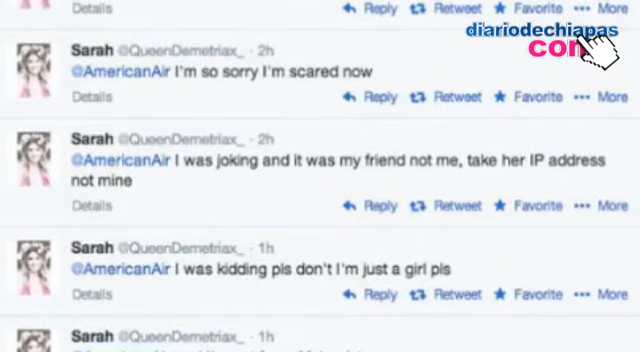 Details
Reply Retweet Favorite More
diariodechiapas
com
Sarah @QueenDemetriax_ · 2h
@AmericanAir I'm so sorry I'm scared now
Details
Reply Retweet Favorite More
Sarah @QueenDemetriax_ · 2h
@AmericanAir I was joking and it was my friend not me, take her IP address
not mine
Details
Reply Retweet Favorite More
Sarah @QueenDemetriax_ · 1h
@AmericanAir I was kidding pls don't I'm just a girl pls
Details
Reply Retweet Favorite More
Sarah @QueenDemetriax_ · 1h